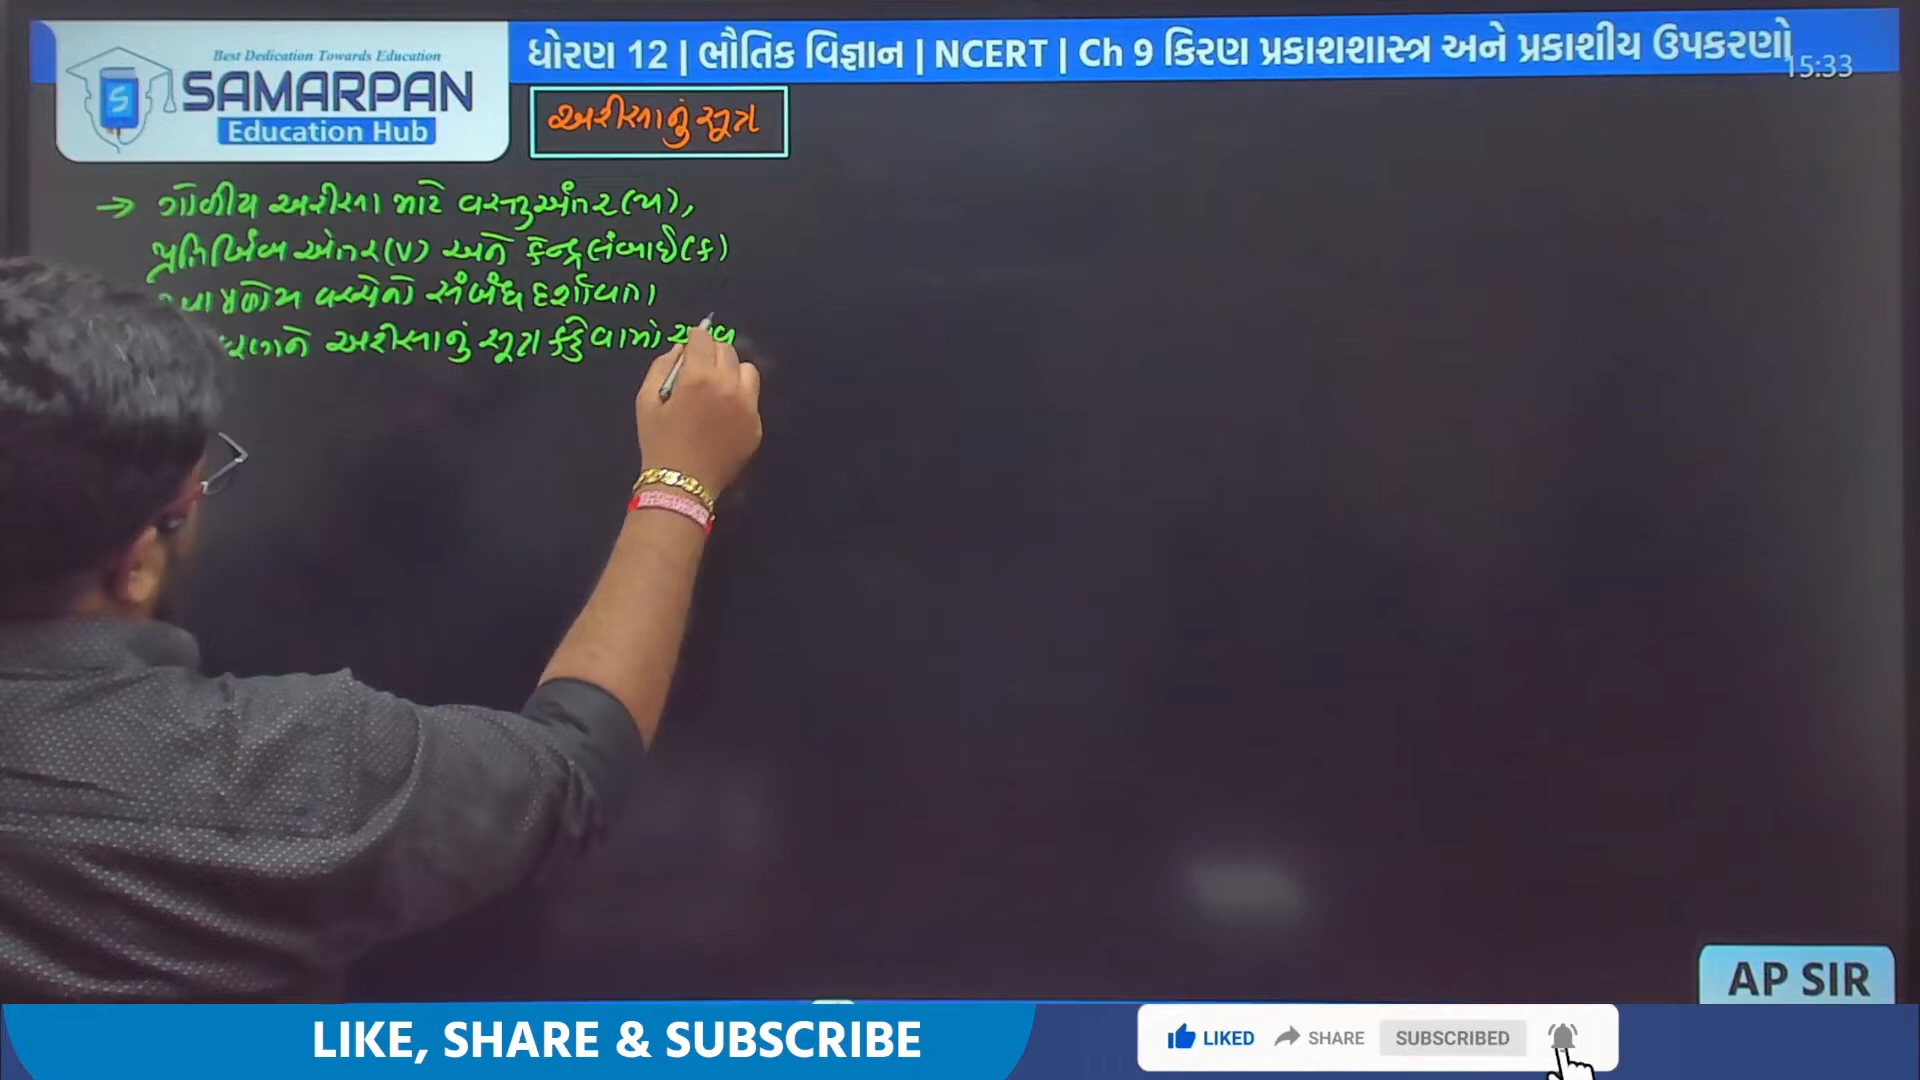 Best Dedication Towards Education
SAMARPAN
Education Hub
ધોરણ 12 | ભૌતિક વિજ્ઞાન | NCERT | Ch 9 કિરણ પ્રકાશશાસ્ત્ર અને પ્રકાશીય ઉપકરણો
15:33
અરીસાનું સૂત્ર
→ ગોળીય અરીસા માટે વસ્તુઅંતર(u),
પ્રતિબિંબ અંતર(v) અને કેન્દ્રલંબાઈ(f)
વચ્ચેનો સંબંધ દર્શાવતા
અરીસાનું સૂત્ર કહેવામાં
AP SIR
LIKE, SHARE & SUBSCRIBE
LIKED SHARE SUBSCRIBED